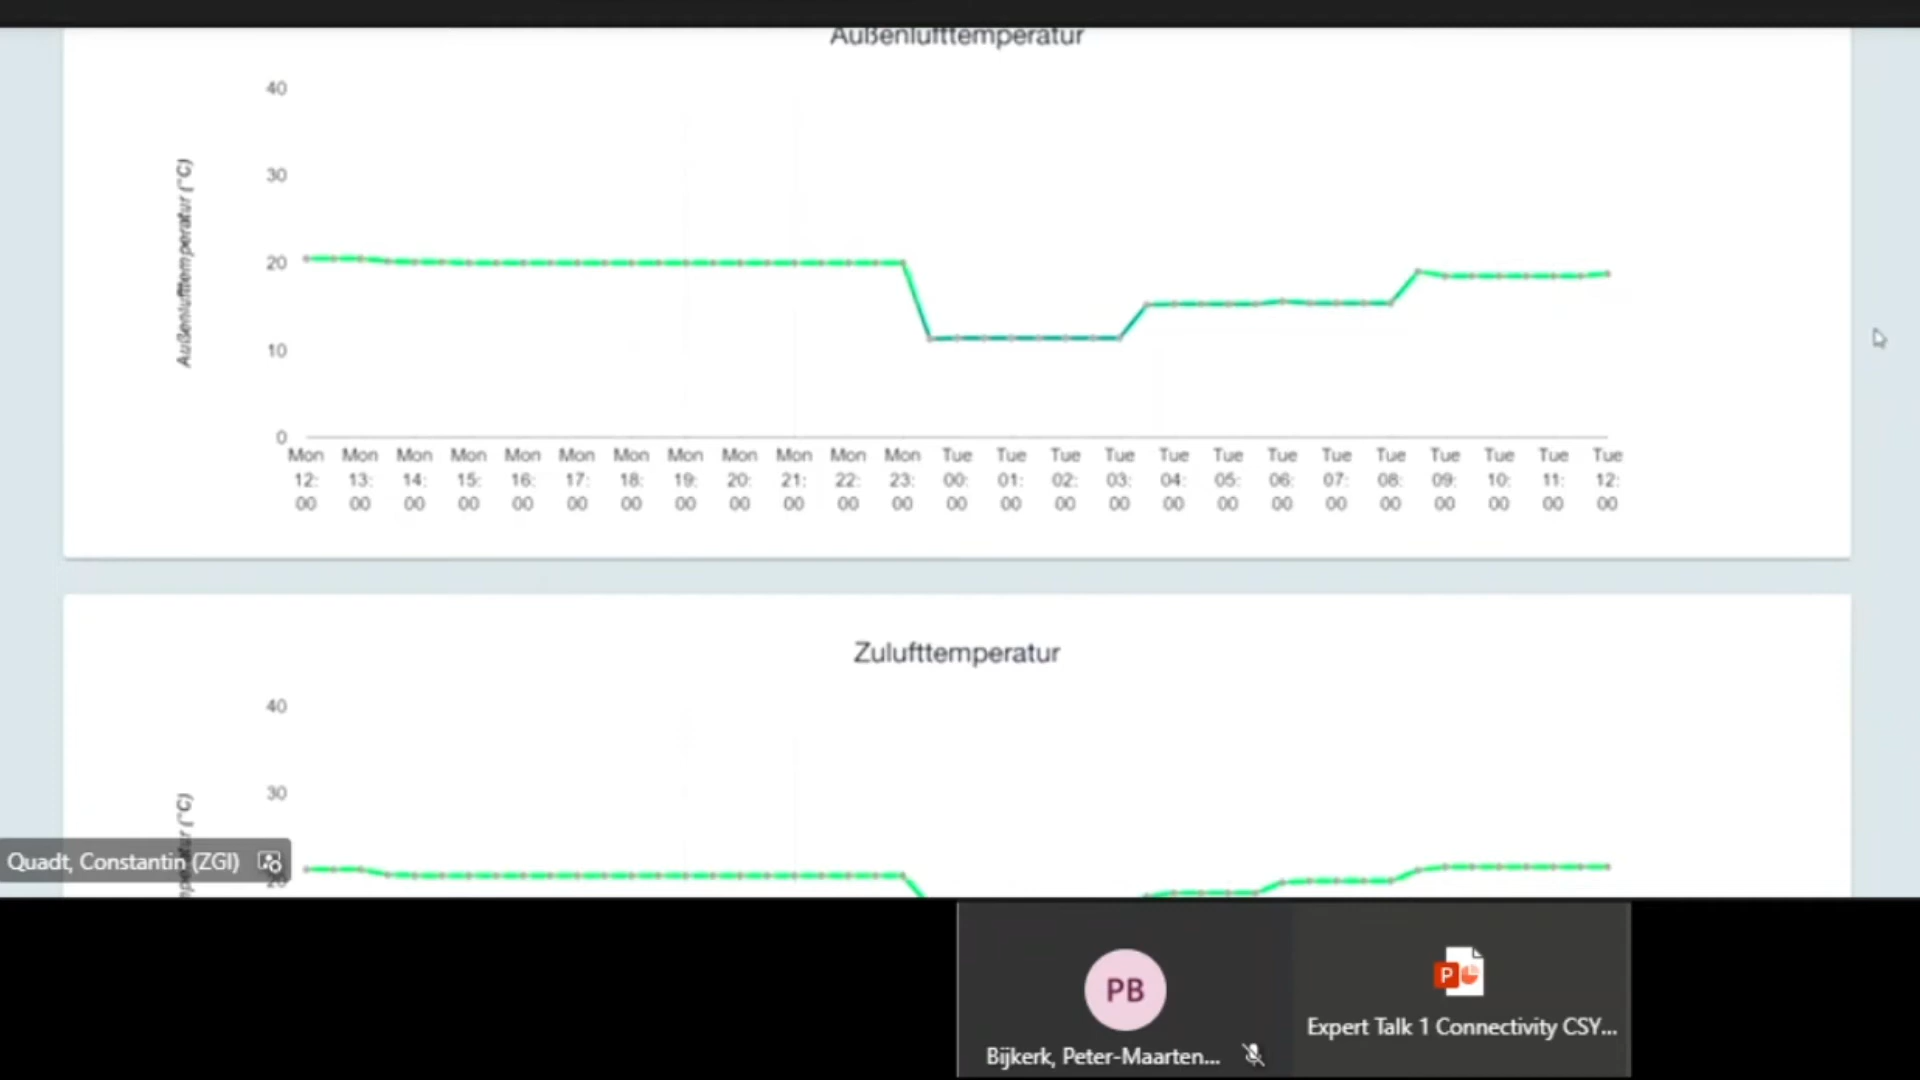 Außenlufttemperatur
40
30
20
10
0
Außenlufttemperatur (°C)
Mon Mon Mon Mon Mon Mon Mon Mon Mon Mon Mon Mon Tue Tue Tue Tue Tue Tue Tue Tue Tue Tue Tue Tue Tue
12: 13: 14: 15: 16: 17: 18: 19: 20: 21: 22: 23: 00: 01: 02: 03: 04: 05: 06: 07: 08: 09: 10: 11: 12:
00 00 00 00 00 00 00 00 00 00 00 00 00 00 00 00 00 00 00 00 00 00 00 00 00
Zulufttemperatur
40
30
20
mperatur (°C)
Quadt, Constantin (ZGI)
PB
Bijkerk, Peter-Maarten...
P
Expert Talk 1 Connectivity CSY...